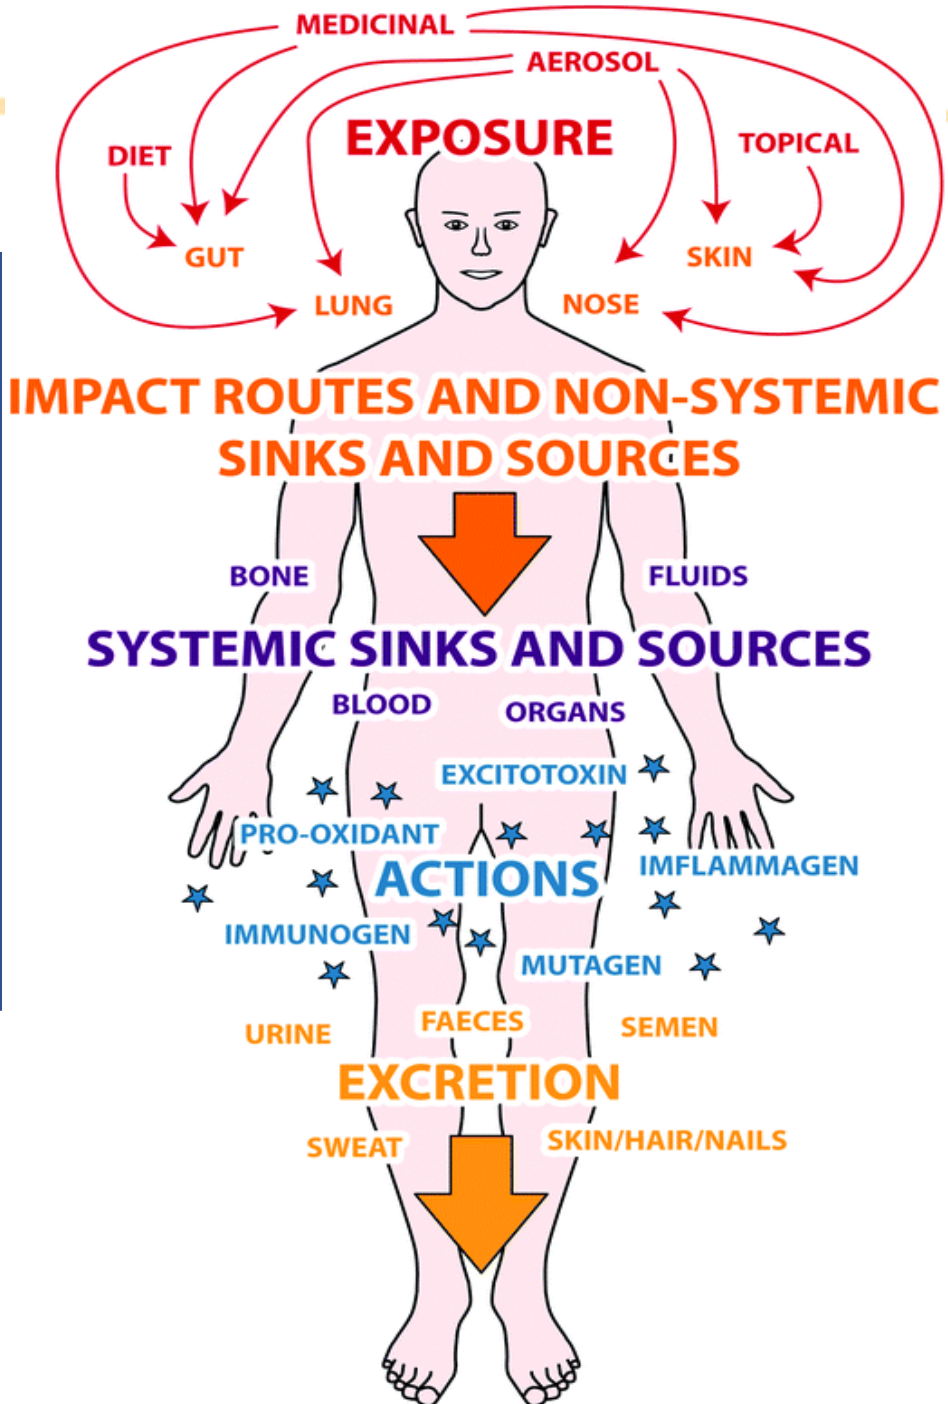 MEDICINAL
AEROSOL
EXPOSURE
DIET
TOPICAL
GUT
SKIN
LUNG
NOSE
IMPACT ROUTES AND NON-SYSTEMIC
SINKS AND SOURCES
BONE
FLUIDS
SYSTEMIC SINKS AND SOURCES
BLOOD
ORGANS
EXCITOTOXIN
PRO-OXIDANT
ACTIONS
IMFLAMMAGEN
IMMUNOGEN
MUTAGEN
URINE
FAECES
SEMEN
EXCRETION
SWEAT
SKIN/HAIR/NAILS